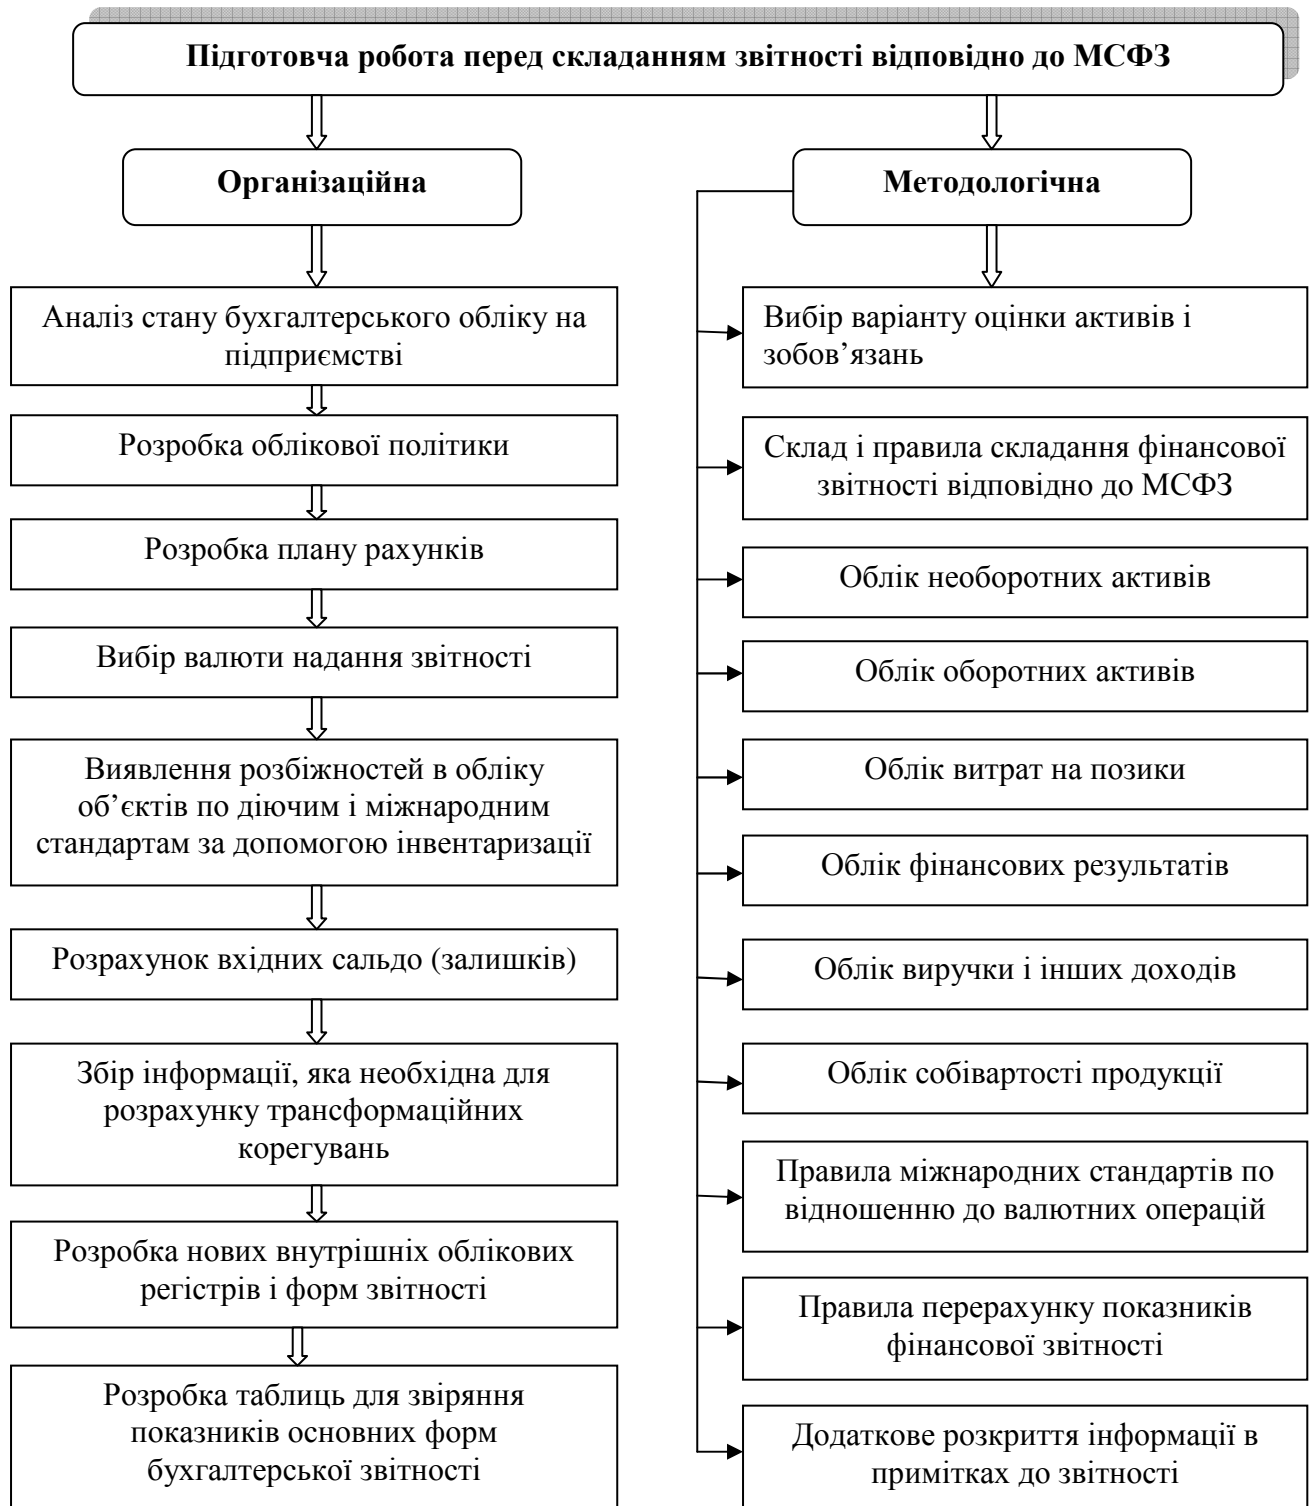 Підготовча робота перед складанням звітності відповідно до МСФЗ
Організаційна
Аналіз стану бухгалтерського обліку на
підприємстві
Розробка облікової політики
Розробка плану рахунків
Вибір валюти надання звітності
Виявлення розбіжностей в обліку
об’єктів по діючим і міжнародним
стандартам за допомогою інвентаризації
Розрахунок вхідних сальдо (залишків)
Збір інформації, яка необхідна для
розрахунку трансформаційних
корегувань
Розробка нових внутрішніх облікових
регістрів і форм звітності
Розробка таблиць для звіряння
показників основних форм
бухгалтерської звітності
Методологічна
Вибір варіанту оцінки активів і
зобов’язань
Склад і правила складання фінансової
звітності відповідно до МСФЗ
Облік необоротних активів
Облік оборотних активів
Облік витрат на позики
Облік фінансових результатів
Облік виручки і інших доходів
Облік собівартості продукції
Правила міжнародних стандартів по
відношенню до валютних операцій
Правила перерахунку показників
фінансової звітності
Додаткове розкриття інформації в
примітках до звітності